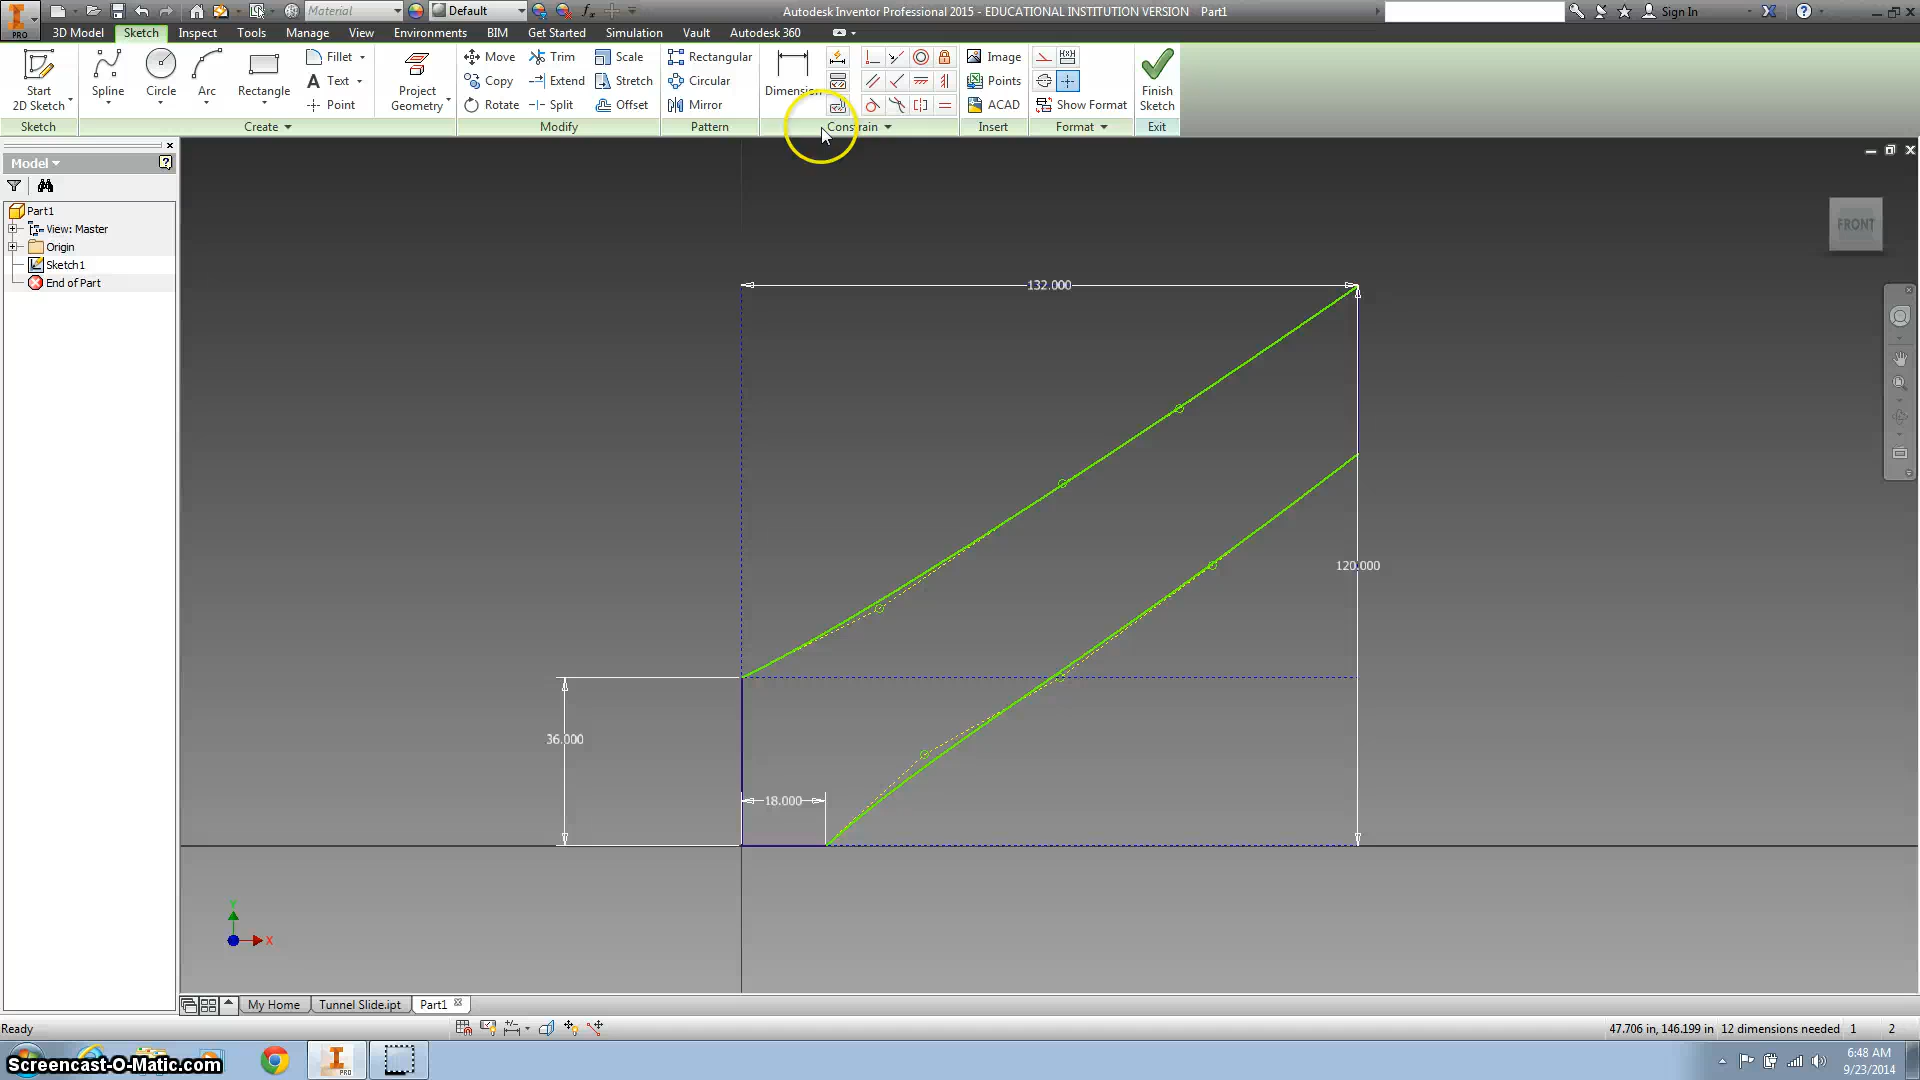 Material
Default
Autodesk Inventor Professional 2015 - EDUCATIONAL INSTITUTION VERSION Part1
Sign In
PRO
3D Model
Sketch
Inspect
Tools
Manage
View
Environments
BIM
Get Started
Simulation
Vault
Autodesk 360
Start
2D Sketch
Spline
Circle
Arc
Rectangle
Fillet
Text
Point
Project
Geometry
Move
Copy
Rotate
Trim
Extend
Split
Scale
Stretch
Offset
Rectangular
Circular
Mirror
Dimension
Image
Points
ACAD
Show Format
Finish
Sketch
Sketch
Create
Modify
Pattern
Constrain
Insert
Format
Exit
Model
Part1
View: Master
Origin
Sketch1
End of Part
FRONT
132.000
120.000
36.000
18.000
Y
X
My Home
Tunnel Slide.ipt
Part1
Ready
47.706 in, 146.199 in 12 dimensions needed 1 2
Screencast-O-Matic.com
PRO
6:48 AM
9/23/2014